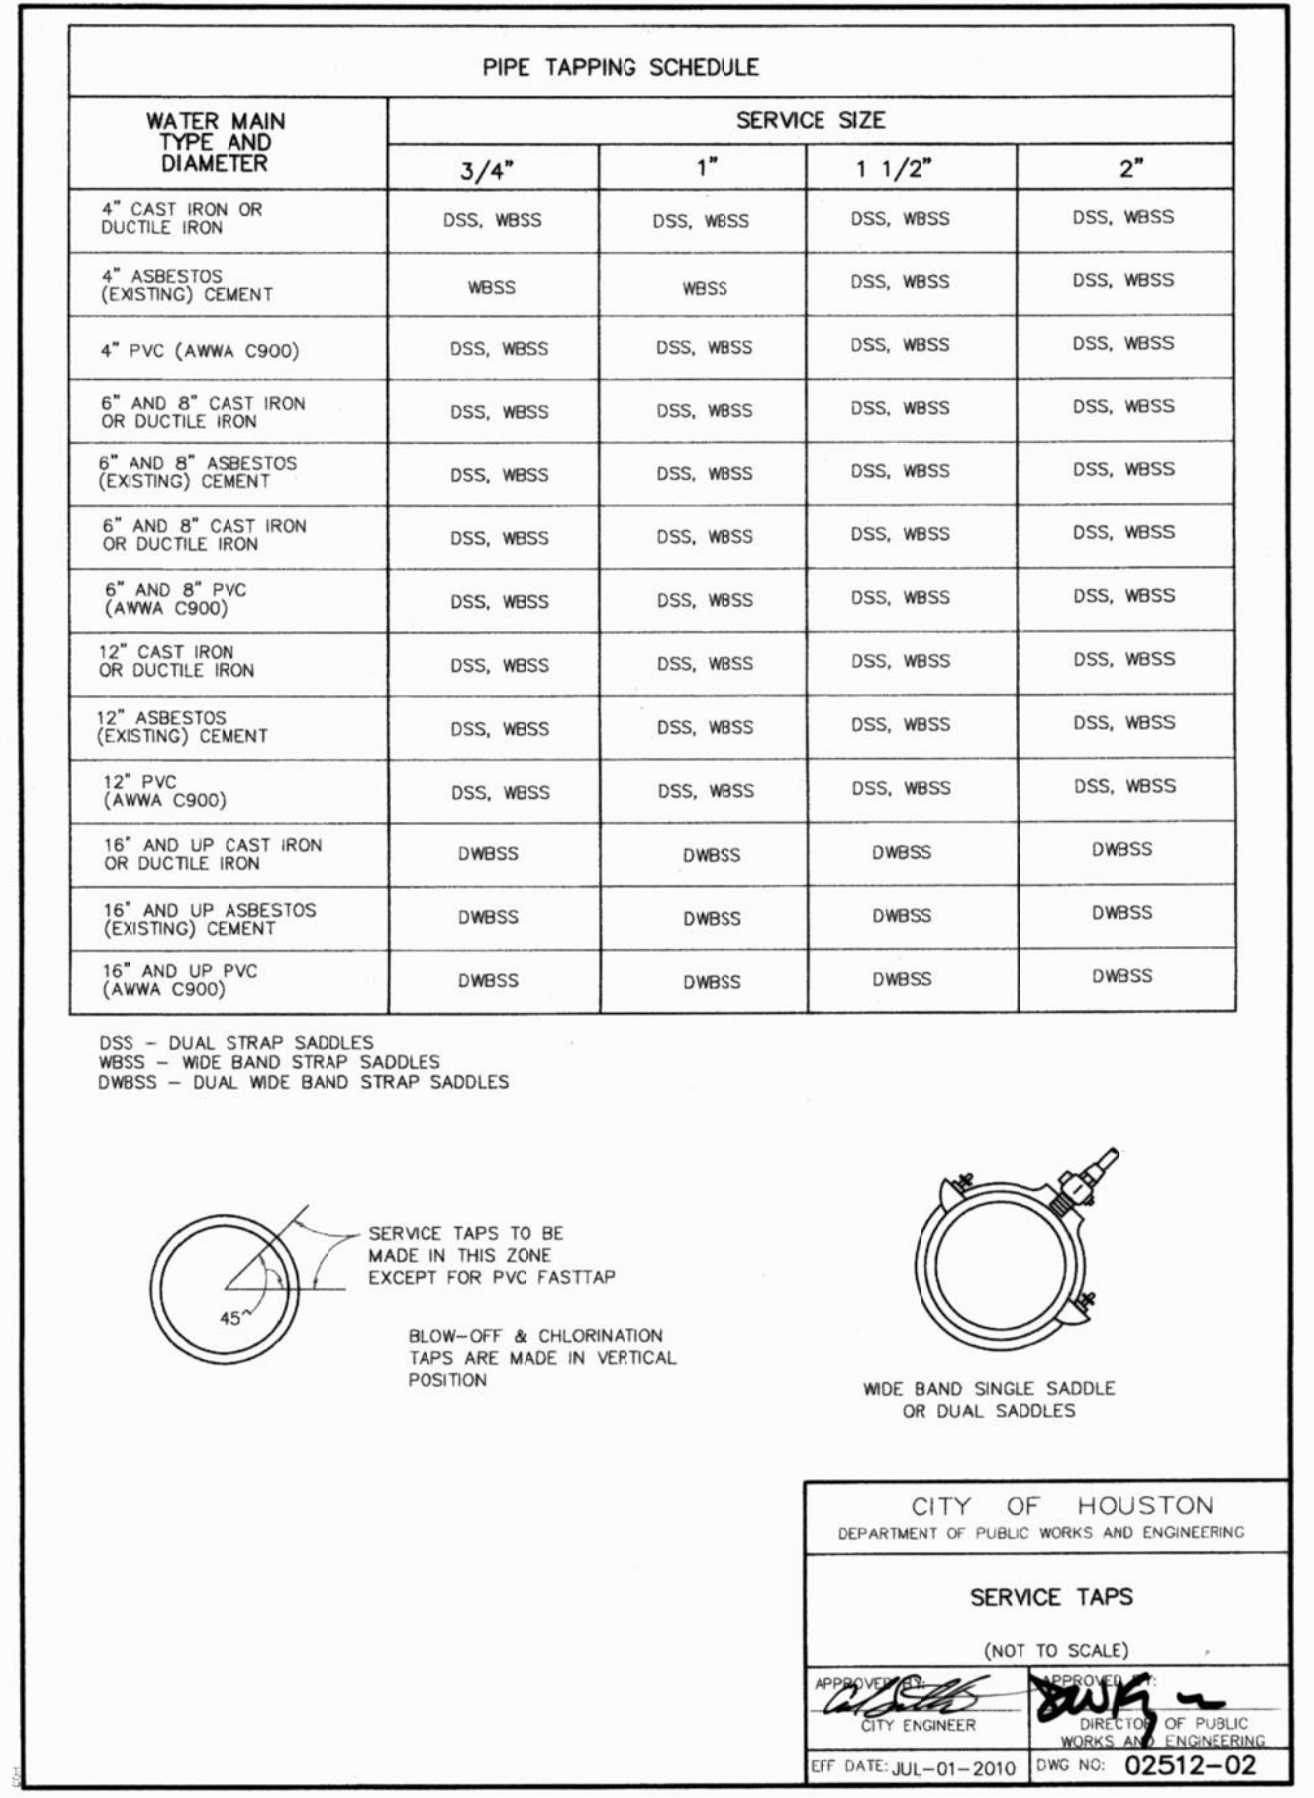 PIPE TAPPING SCHEDULE
WATER MAIN
TYPE AND
DIAMETER
SERVICE SIZE
3/4" 1" 1 1/2" 2"
4" CAST IRON OR
DUCTILE IRON
DSS, WBSS DSS, WBSS DSS, WBSS DSS, WBSS
4" ASBESTOS
(EXISTING) CEMENT
WBSS WBSS DSS, WBSS DSS, WBSS
4" PVC (AWWA C900) DSS, WBSS DSS, WBSS DSS, WBSS DSS, WBSS
6" AND 8" CAST IRON
OR DUCTILE IRON
DSS, WBSS DSS, WBSS DSS, WBSS DSS, WBSS
6" AND 8" ASBESTOS
(EXISTING) CEMENT
DSS, WBSS DSS, WBSS DSS, WBSS DSS, WBSS
6" AND 8" CAST IRON
OR DUCTILE IRON
DSS, WBSS DSS, WBSS DSS, WBSS DSS, WBSS
6" AND 8" PVC
(AWWA C900)
DSS, WBSS DSS, WBSS DSS, WBSS DSS, WBSS
12" CAST IRON
OR DUCTILE IRON
DSS, WBSS DSS, WBSS DSS, WBSS DSS, WBSS
12" ASBESTOS
(EXISTING) CEMENT
DSS, WBSS DSS, WBSS DSS, WBSS DSS, WBSS
12" PVC
(AWWA C900)
DSS, WBSS DSS, WBSS DSS, WBSS DSS, WBSS
16" AND UP CAST IRON
OR DUCTILE IRON
DWBSS DWBSS DWBSS DWBSS
16" AND UP ASBESTOS
(EXISTING) CEMENT
DWBSS DWBSS DWBSS DWBSS
16" AND UP PVC
(AWWA C900)
DWBSS DWBSS DWBSS DWBSS
DSS – DUAL STRAP SADDLES
WBSS – WIDE BAND STRAP SADDLES
DWBSS – DUAL WIDE BAND STRAP SADDLES
SERVICE TAPS TO BE
MADE IN THIS ZONE
EXCEPT FOR PVC FASTTAP
45
BLOW–OFF & CHLORINATION
TAPS ARE MADE IN VERTICAL
POSITION
WIDE BAND SINGLE SADDLE
OR DUAL SADDLES
CITY OF HOUSTON
DEPARTMENT OF PUBLIC WORKS AND ENGINEERING
SERVICE TAPS
(NOT TO SCALE)
APPROVED BY:
CITY ENGINEER
APPROVED BY:
DIRECTOR OF PUBLIC
WORKS AND ENGINEERING
EFF DATE: JUL–01–2010
DWG NO: 02512–02